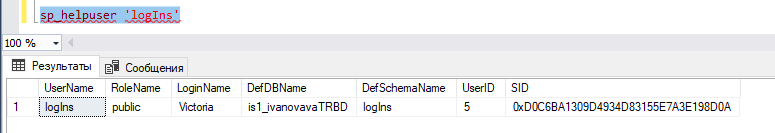 sp_helpuser 'logIns'
100 %
Результаты Сообщения
UserName RoleName LoginName DefDBName DefSchemaName UserID SID
1 logIns public Victoria is1_ivanovavaTRBD logIns 5 0xD0C6BA1309D4934D83155E7A3E198D0A